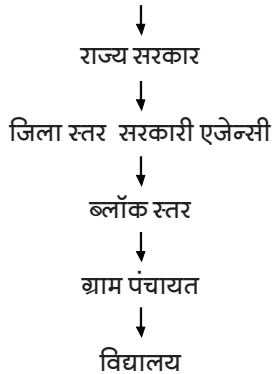 राज्य सरकार
जिला स्तर सरकारी एजेन्सी
ब्लॉक स्तर
ग्राम पंचायत
विद्यालय